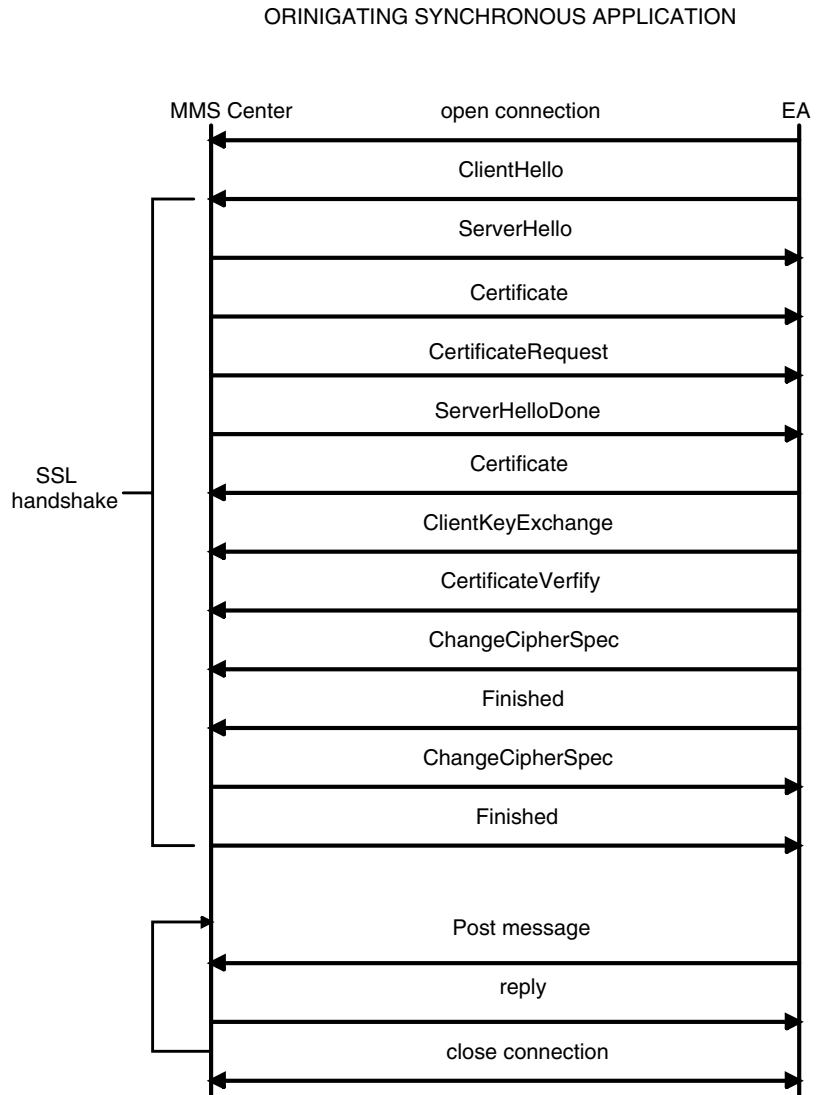 ORINIGATING SYNCHRONOUS APPLICATION
MMS Center
open connection
EA
ClientHello
ServerHello
Certificate
CertificateRequest
ServerHelloDone
Certificate
SSL
handshake
ClientKeyExchange
CertificateVerfify
ChangeCipherSpec
Finished
ChangeCipherSpec
Finished
Post message
reply
close connection